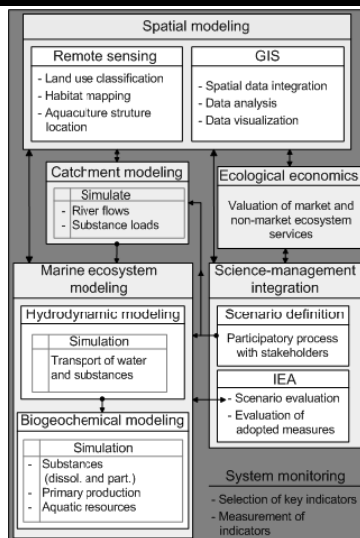 Spatial modeling
Remote sensing
- Land use classification
- Habitat mapping
- Aquaculture struture
location
GIS
- Spatial data integration
- Data analysis
- Data visualization
Catchment modeling
Simulate
- River flows
- Substance loads
Ecological economics
Valuation of market and
non-market ecosystem
services
Marine ecosystem
modeling
Hydrodynamic modeling
Simulation
Transport of water
and substances
Biogeochemical modeling
Simulation
- Substances
(dissol. and part.)
- Primary production
- Aquatic resources
Science-management
integration
Scenario definition
Participatory process
with stakeholders
IEA
- Scenario evaluation
- Evaluation of
adopted measures
System monitoring
- Selection of key indicators
- Measurement of
indicators